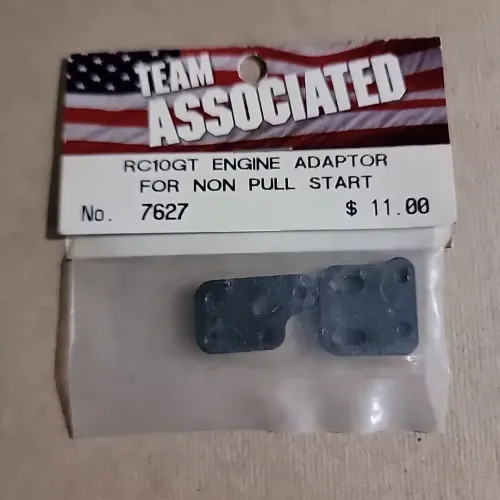 TEAM
ASSOCIATED
RC10GT ENGINE ADAPTOR
FOR NON PULL START
No. 7627 $ 11.00